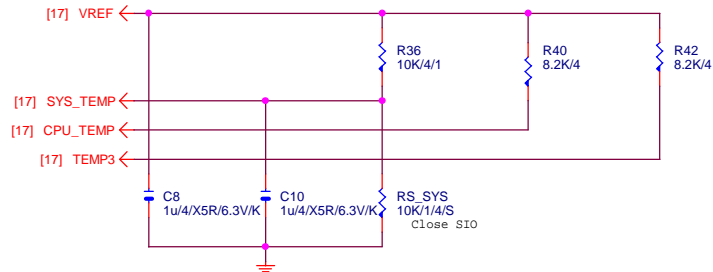 [17] VREF
R36
10K/4/1
R40
8.2K/4
R42
8.2K/4
[17] SYS_TEMP
[17] CPU_TEMP
[17] TEMP3
C8
1u/4/X5R/6.3V/K
C10
1u/4/X5R/6.3V/K
RS_SYS
10K/1/4/S
Close SIO